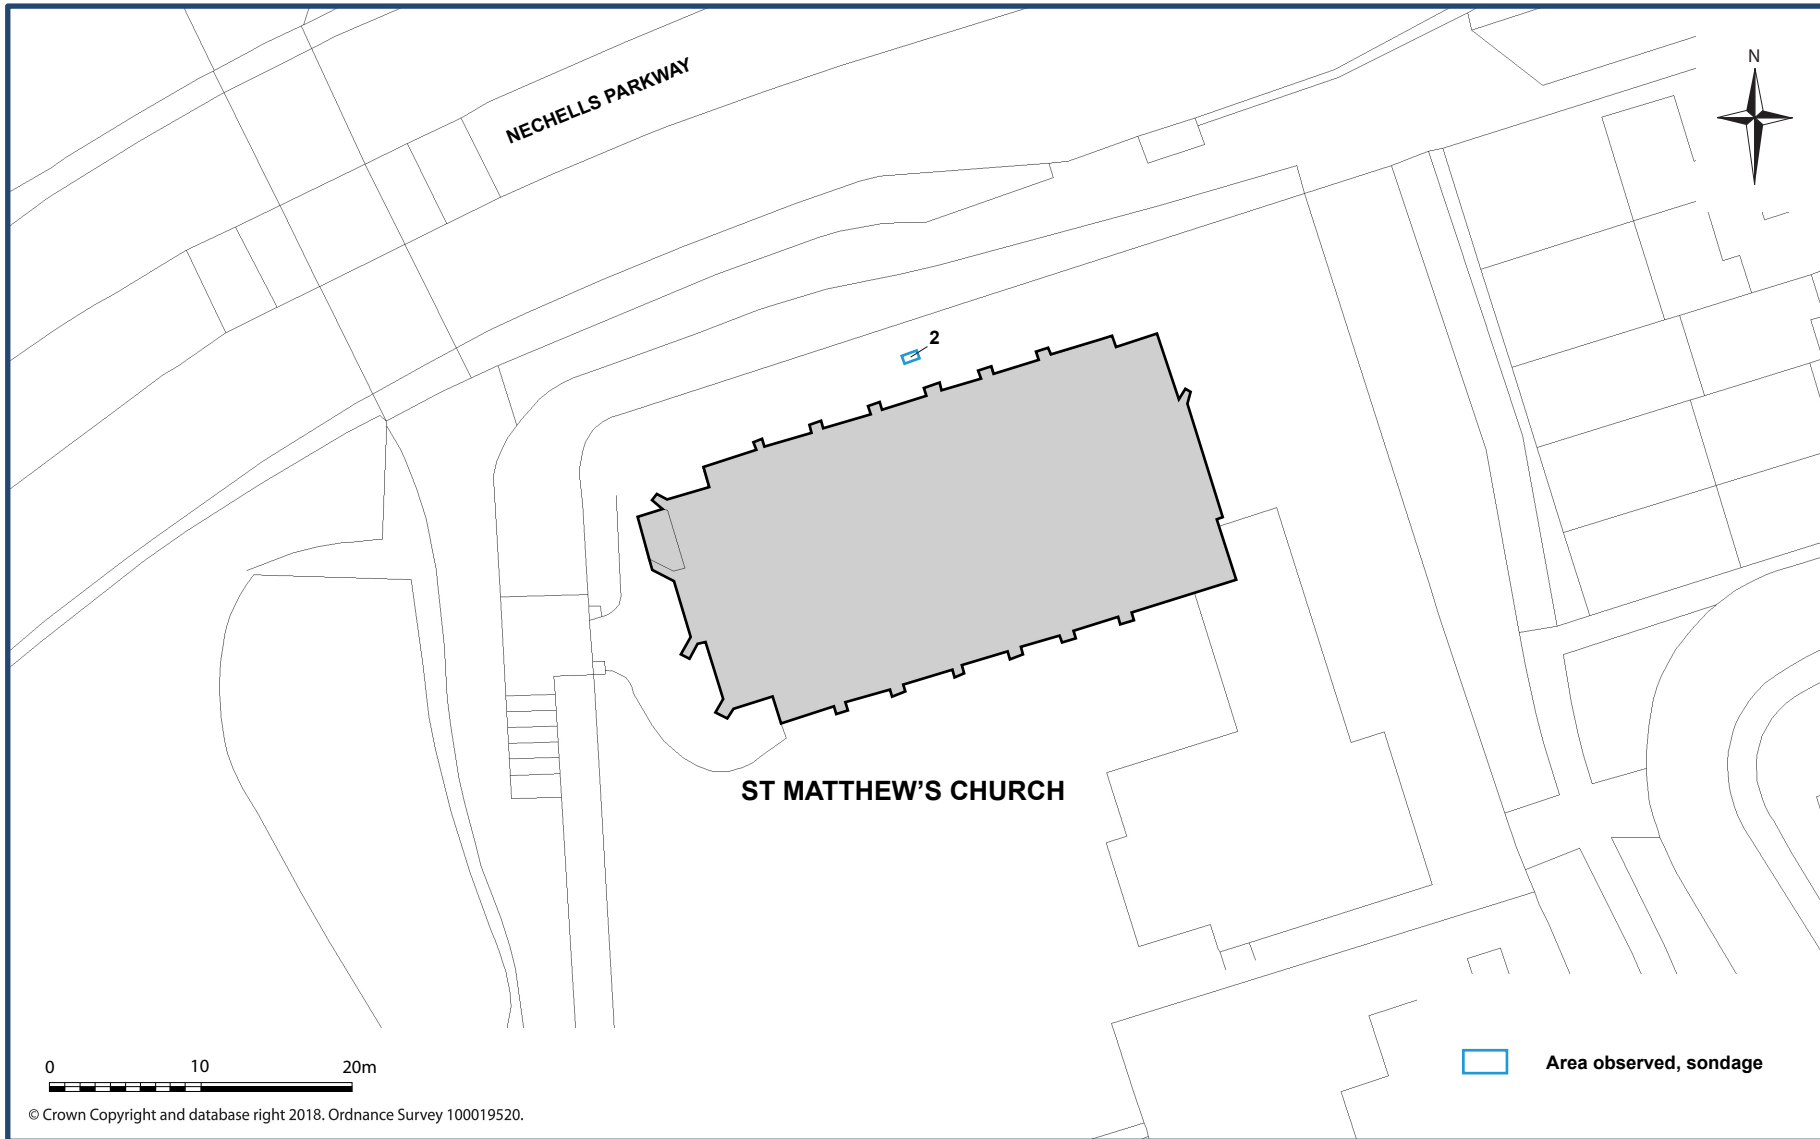 NECHELLS PARKWAY
N
2
ST MATTHEW’S CHURCH
0 10 20m
Area observed, sondage
© Crown Copyright and database right 2018. Ordnance Survey 100019520.